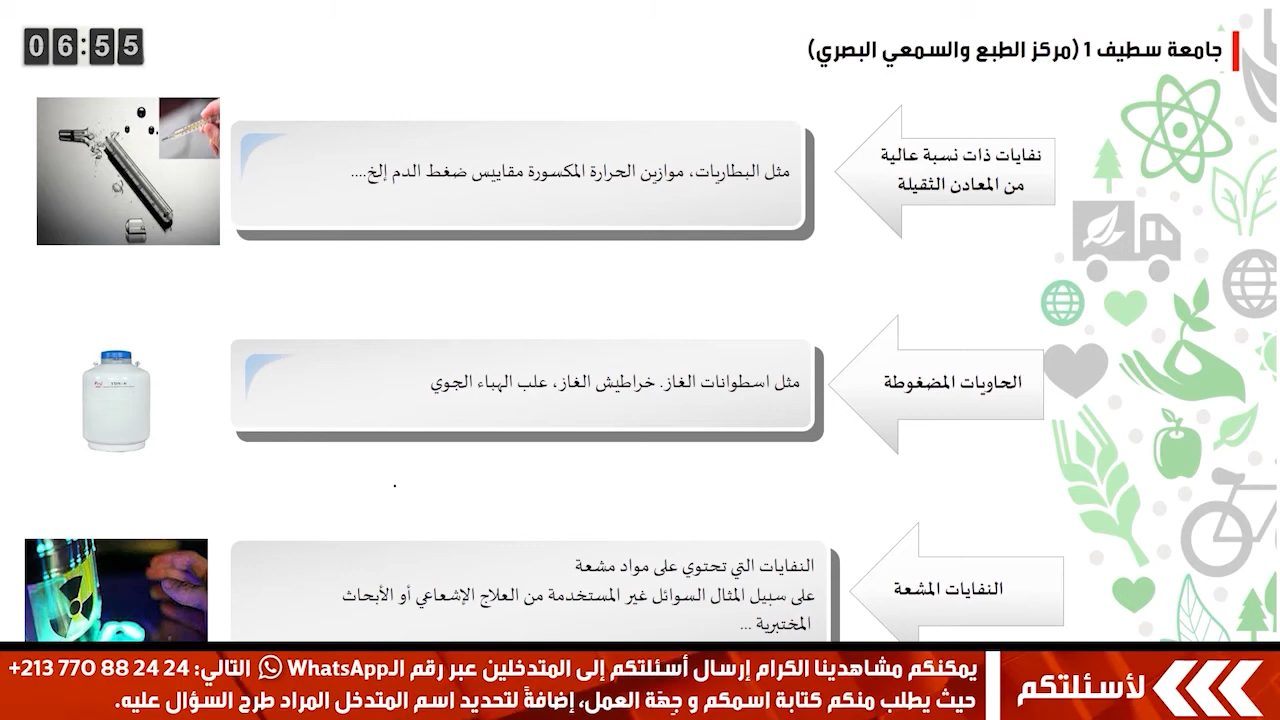 06:55
جامعة سطيف 1 (مركز الطبع والسمعي البصري)
نفايات ذات نسبة عالية
من المعادن الثقيلة
مثل البطاريات، موازين الحرارة المكسورة مقاييس ضغط الدم إلخ....
الحاويات المضغوطة
مثل اسطوانات الغاز. خراطيش الغاز، علب الهباء الجوي
النفايات المشعة
النفايات التي تحتوي على مواد مشعة
على سبيل المثال السوائل غير المستخدمة من العلاج الإشعاعي أو الأبحاث
المختبرية ...
لأسئلتكم
يمكنكم مشاهدينا الكرام إرسال أسئلتكم إلى المتدخلين عبر رقم الـWhatsApp التالي: 24 24 88 770 213+
حيث يطلب منكم كتابة اسمكم و جِهَة العمل، إضافةً لتحديد اسم المتدخل المراد طرح السؤال عليه.